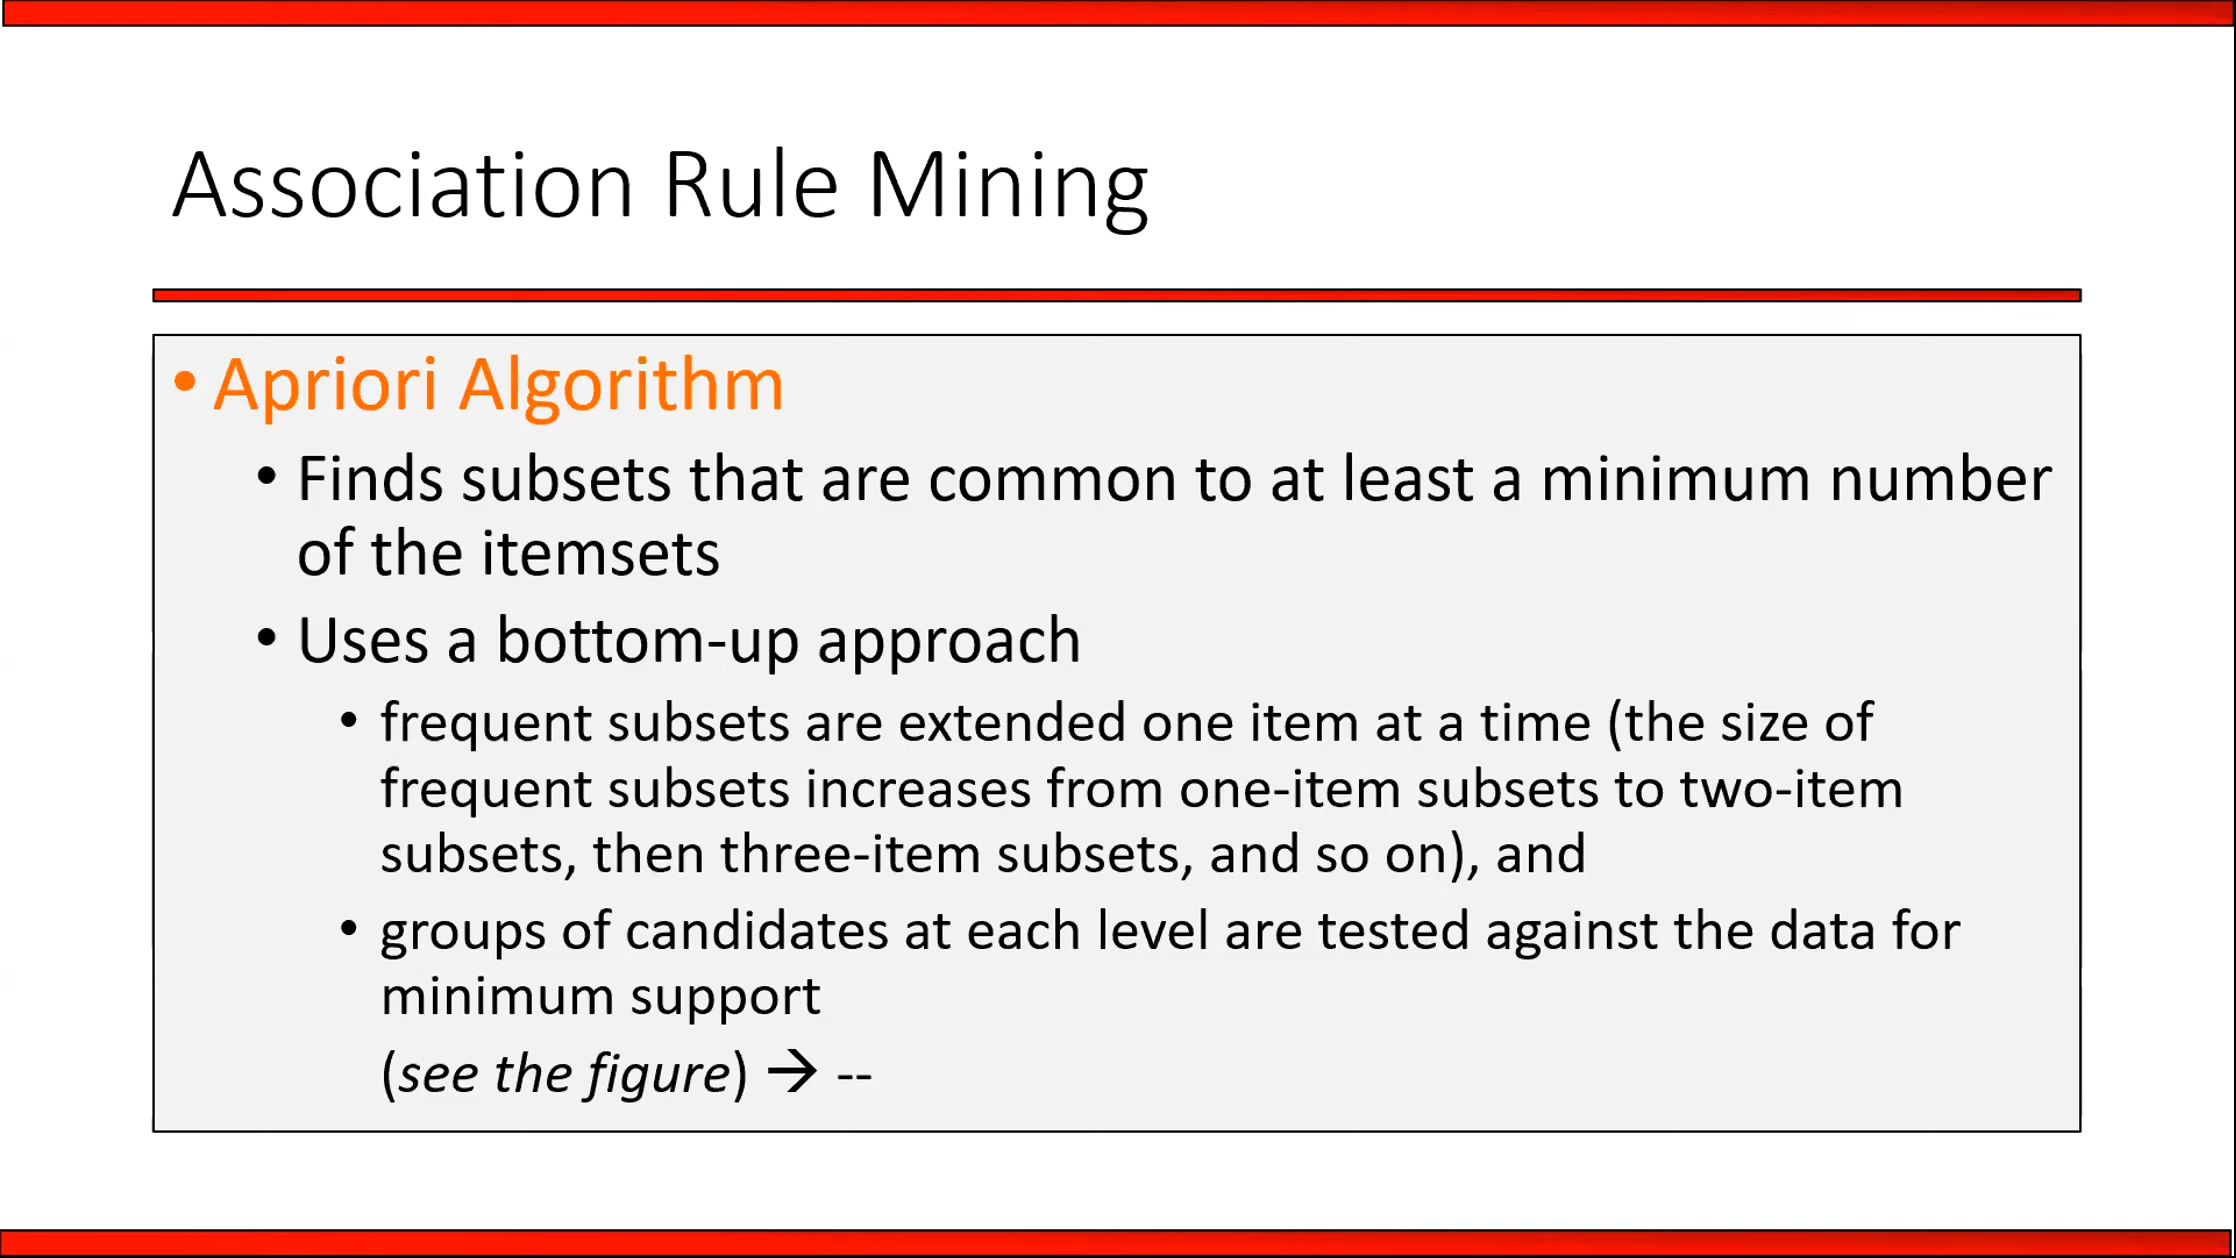 Association Rule Mining
• Apriori Algorithm
• Finds subsets that are common to at least a minimum number
of the itemsets
• Uses a bottom-up approach
• frequent subsets are extended one item at a time (the size of
frequent subsets increases from one-item subsets to two-item
subsets, then three-item subsets, and so on), and
• groups of candidates at each level are tested against the data for
minimum support
(see the figure) → --